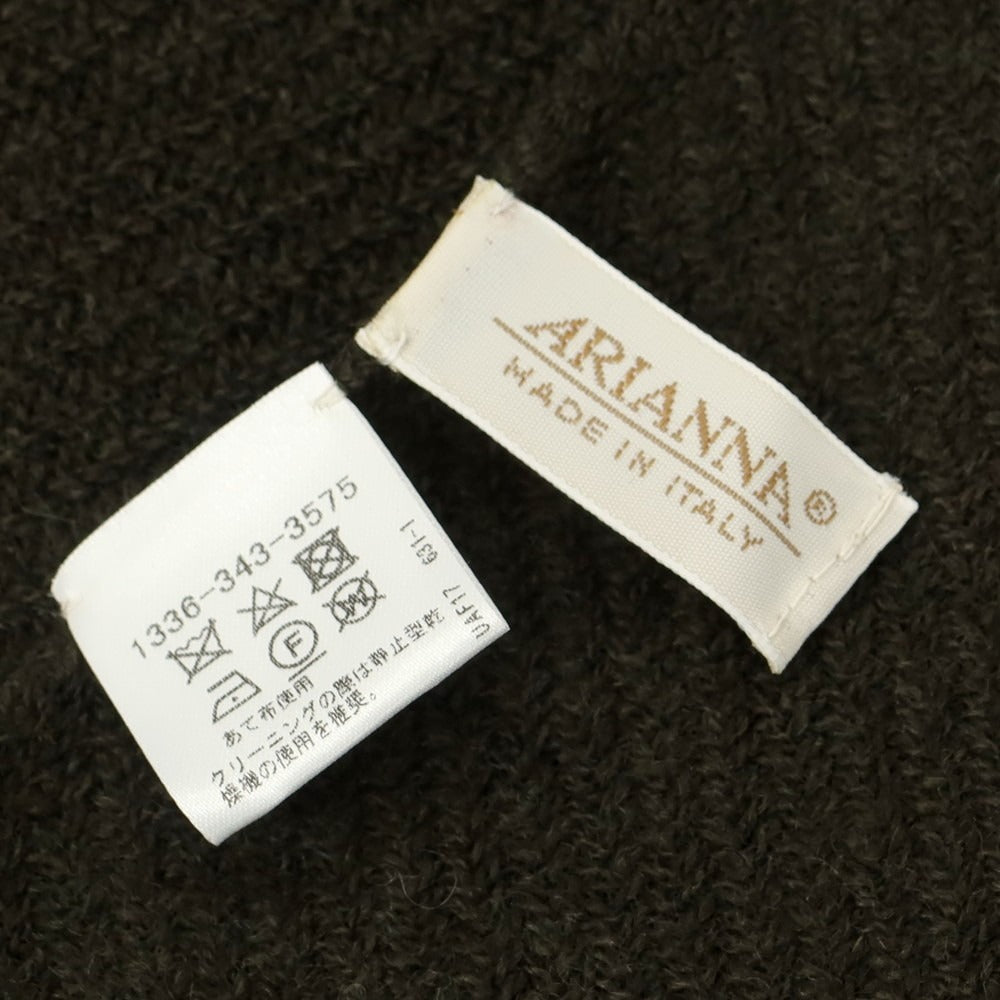 ARIANNA®
MADE IN ITALY
1336-343-3575
F
W
あて布使用
クリーニングの際は静止型乾
燥機の使用を推奨。
UAF17 631-1